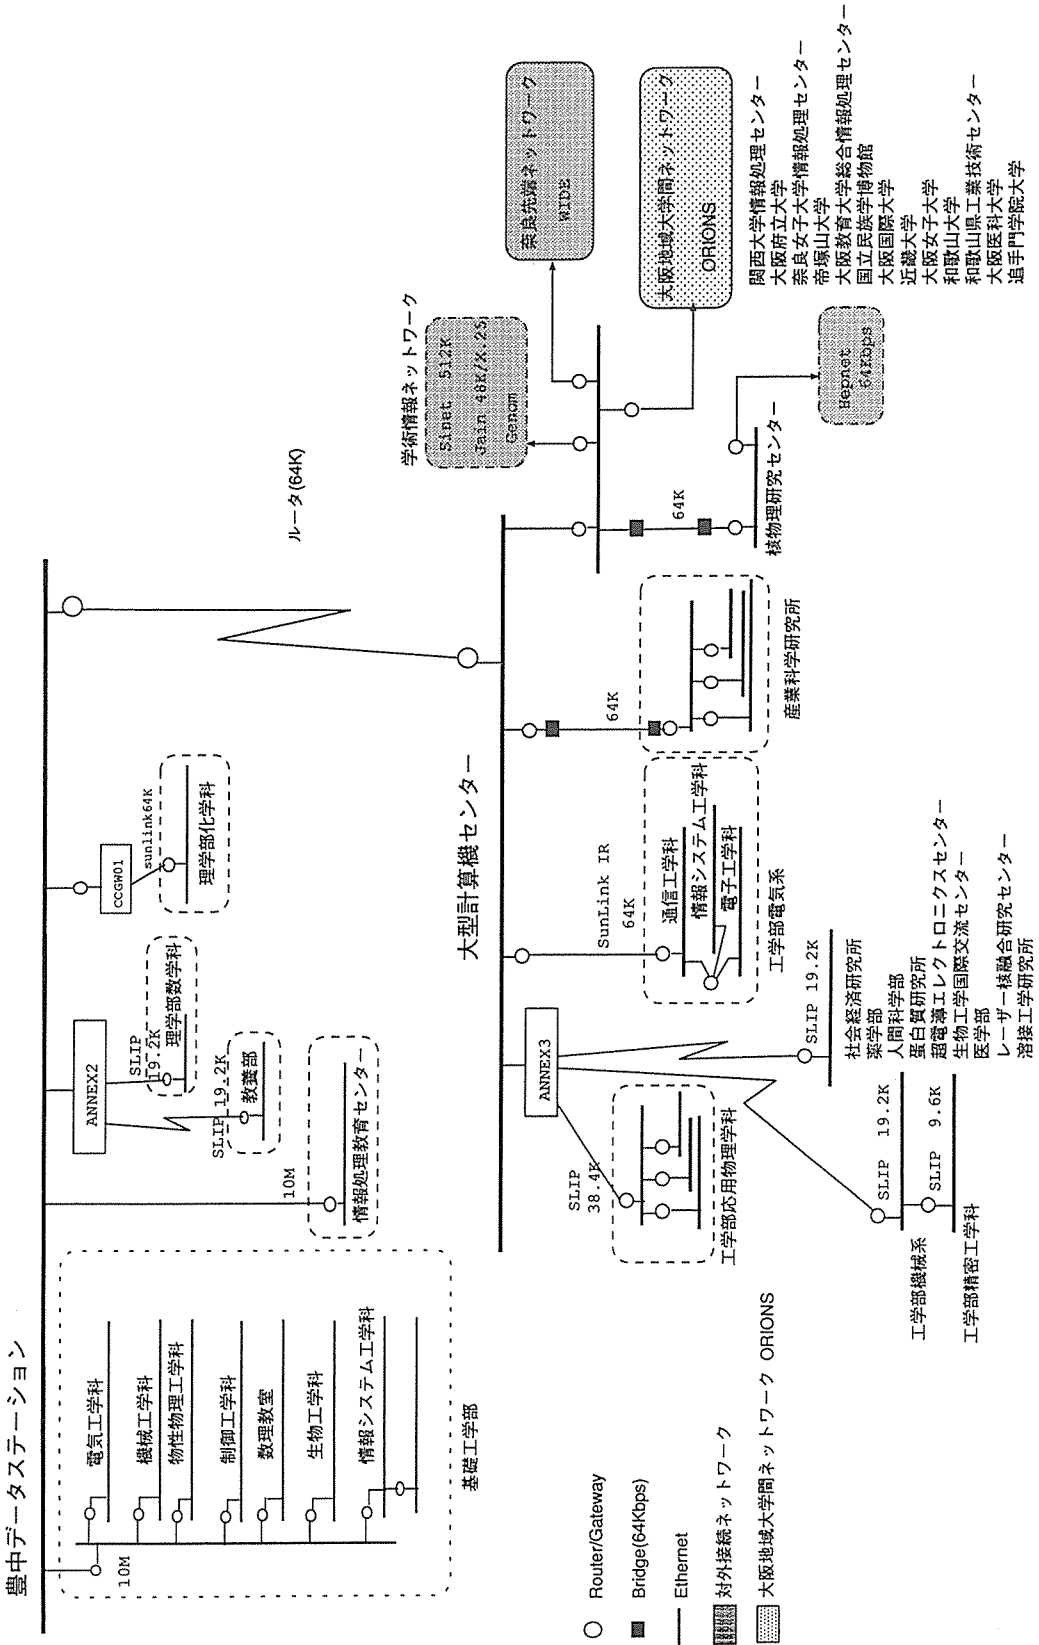 豊中データステーション
10M
電気工学科
機械工学科
物性物理工学科
制御工学科
数理教室
生物工学科
情報システム工学科
基礎工学部
10M
情報処理教育センター
ANNEX2
SLIP 19.2K
教養部
SLIP
19.2K
理学部数学科
CCGW01
sunlink64K
理学部化学科
ルータ(64K)
大型計算機センター
ANNEX3
SLIP
38.4K
工学部応用物理学科
SLIP 19.2K
工学部機械系
SLIP 9.6K
工学部精密工学科
SLIP 19.2K
社会経済研究所
薬学部
人間科学部
蛋白質研究所
超電導エレクトロニクスセンター
生物工学国際交流センター
医学部
レーザー核融合研究センター
溶接工学研究所
SunLink IR
64K
通信工学科
情報システム工学科
電子工学科
工学部電気系
64K
産業科学研究所
64K
核物理研究センター
Hepnet
64Kbps
学術情報ネットワーク
Sinet 512K
Jain 48K/X.25
Genom
奈良先端ネットワーク
WIDE
大阪地域大学間ネットワーク
ORIONS
関西大学情報処理センター
大阪府立大学
奈良女子大学情報処理センター
帝塚山大学
大阪教育大学総合情報処理センター
国立民族学博物館
大阪国際大学
近畿大学
大阪女子大学
和歌山大学
和歌山県工業技術センター
大阪医科大学
追手門学院大学
Router/Gateway
Bridge(64Kbps)
Ethernet
対外接続ネットワーク
大阪地域大学間ネットワーク ORIONS